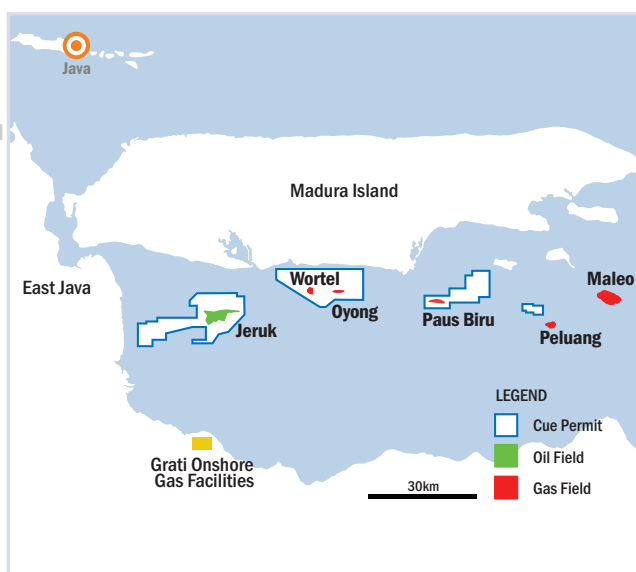 Java
Madura Island
East Java
Wortel
Oyong
Maleo
Jeruk
Paus Biru
Peluang
LEGEND
Cue Permit
Oil Field
Gas Field
Grati Onshore
Gas Facilities
30km